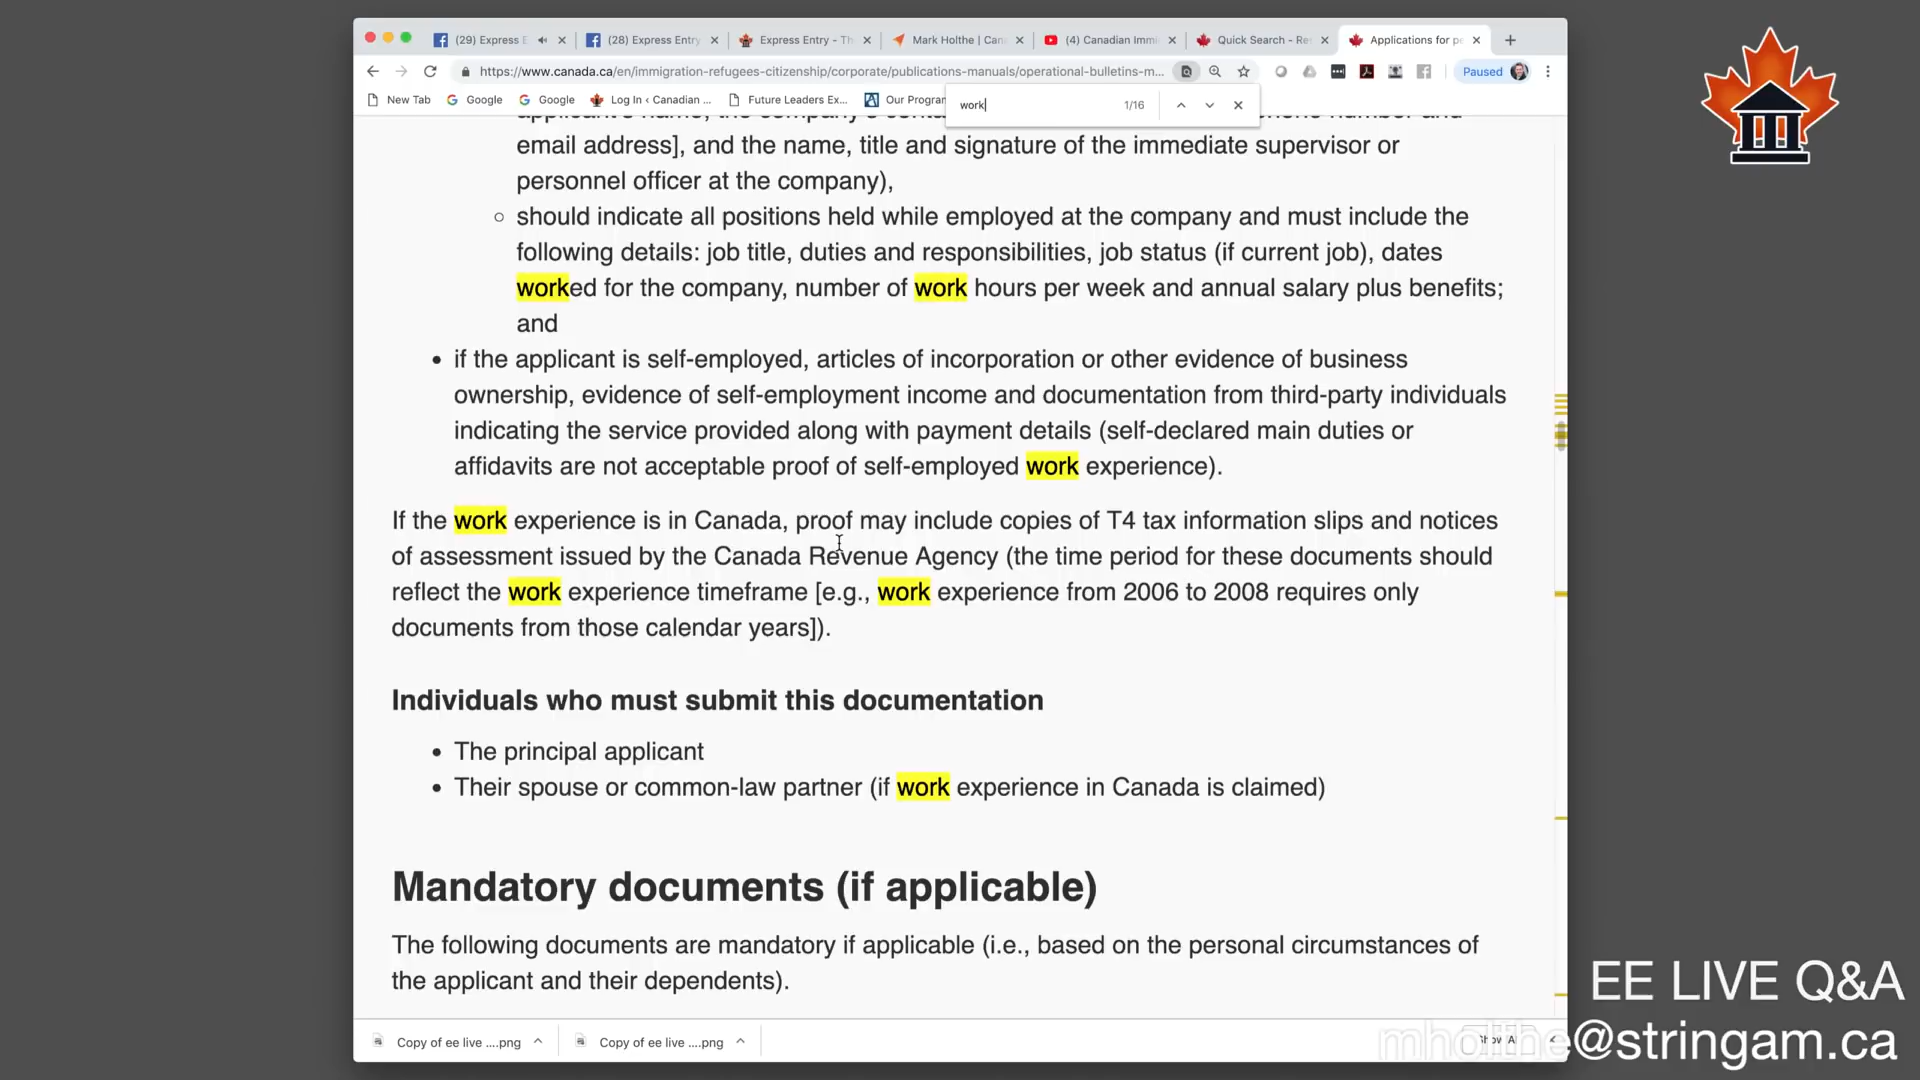 (29) Express E
(28) Express Entry
Express Entry - Th
Mark Holthe | Can
(4) Canadian Immi
Quick Search - Re
Applications for pe
https://www.canada.ca/en/immigration-refugees-citizenship/corporate/publications-manuals/operational-bulletins-m...
Paused
New Tab
Google
Google
Log In ‹ Canadian ...
Future Leaders Ex...
Our Program
work
1/16
email address], and the name, title and signature of the immediate supervisor or
personnel officer at the company),
should indicate all positions held while employed at the company and must include the
following details: job title, duties and responsibilities, job status (if current job), dates
worked for the company, number of work hours per week and annual salary plus benefits;
and
• if the applicant is self-employed, articles of incorporation or other evidence of business
ownership, evidence of self-employment income and documentation from third-party individuals
indicating the service provided along with payment details (self-declared main duties or
affidavits are not acceptable proof of self-employed work experience).
If the work experience is in Canada, proof may include copies of T4 tax information slips and notices
of assessment issued by the Canada Revenue Agency (the time period for these documents should
reflect the work experience timeframe [e.g., work experience from 2006 to 2008 requires only
documents from those calendar years]).
Individuals who must submit this documentation
• The principal applicant
• Their spouse or common-law partner (if work experience in Canada is claimed)
Mandatory documents (if applicable)
The following documents are mandatory if applicable (i.e., based on the personal circumstances of
the applicant and their dependents).
Copy of ee live ....png
Copy of ee live ....png
EE LIVE Q&A
mholthe@stringam.ca